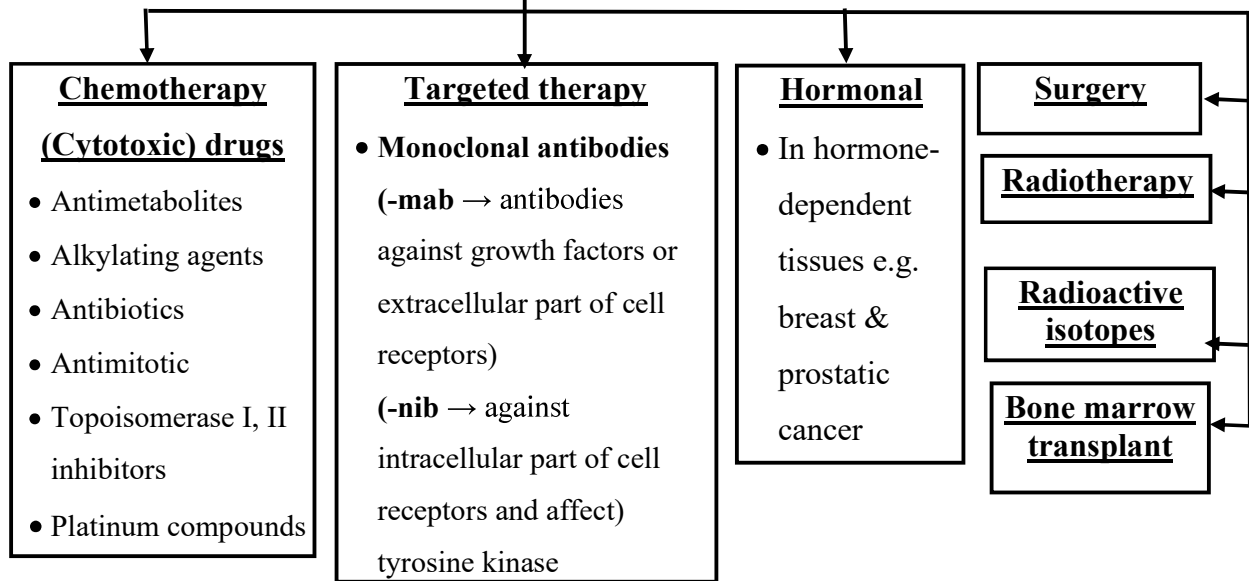 Chemotherapy
(Cytotoxic) drugs
• Antimetabolites
• Alkylating agents
• Antibiotics
• Antimitotic
• Topoisomerase I, II
inhibitors
• Platinum compounds
Targeted therapy
• Monoclonal antibodies
(-mab → antibodies
against growth factors or
extracellular part of cell
receptors)
(-nib → against
intracellular part of cell
receptors and affect)
tyrosine kinase
Hormonal
• In hormone-
dependent
tissues e.g.
breast &
prostatic
cancer
Surgery
Radiotherapy
Radioactive
isotopes
Bone marrow
transplant